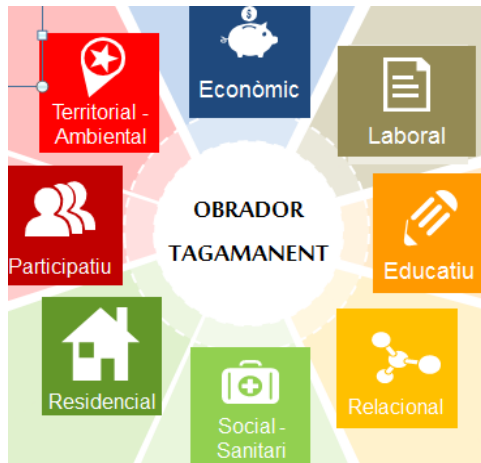 Econòmic
Territorial -
Ambiental
Laboral
OBRADOR
TAGAMANENT
Participatiu
Educatiu
Residencial
Relacional
Social -
Sanitari